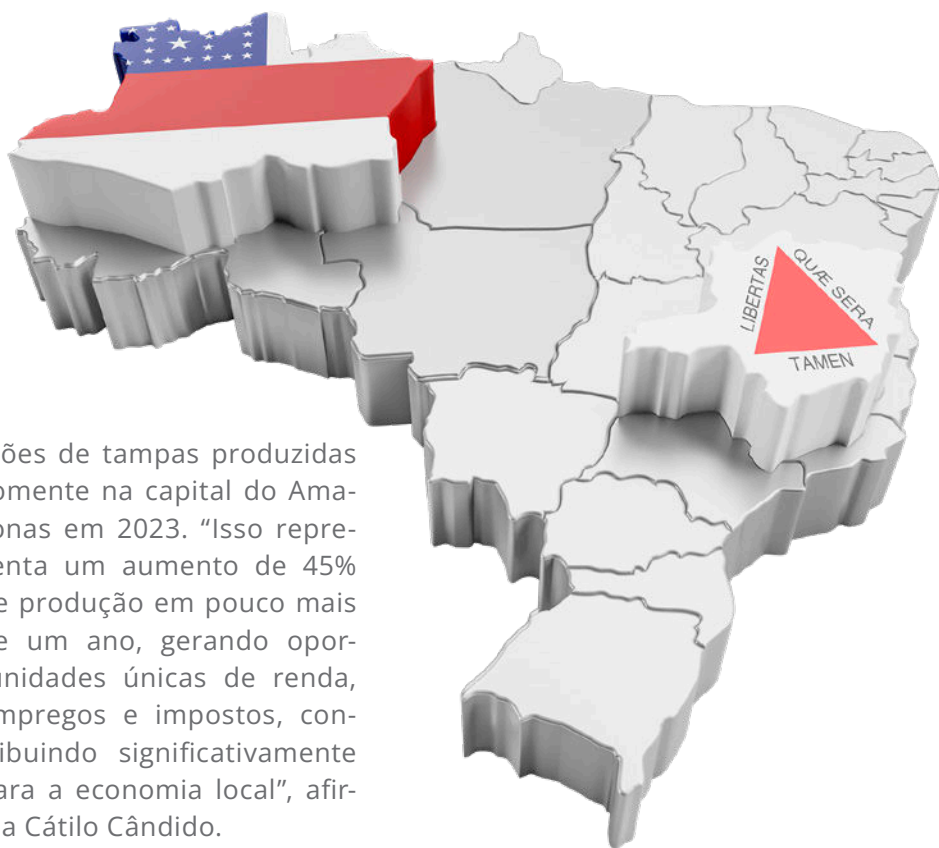 LIBERTAS
QUÆ SERA
TAMEN
ões de tampas produzidas
omente na capital do Ama-
onas em 2023. “Isso repre-
enta um aumento de 45%
e produção em pouco mais
e um ano, gerando opor-
unidades únicas de renda,
mpregos e impostos, con-
ribuindo significativamente
ara a economia local”, afir-
a Cátilo Cândido.